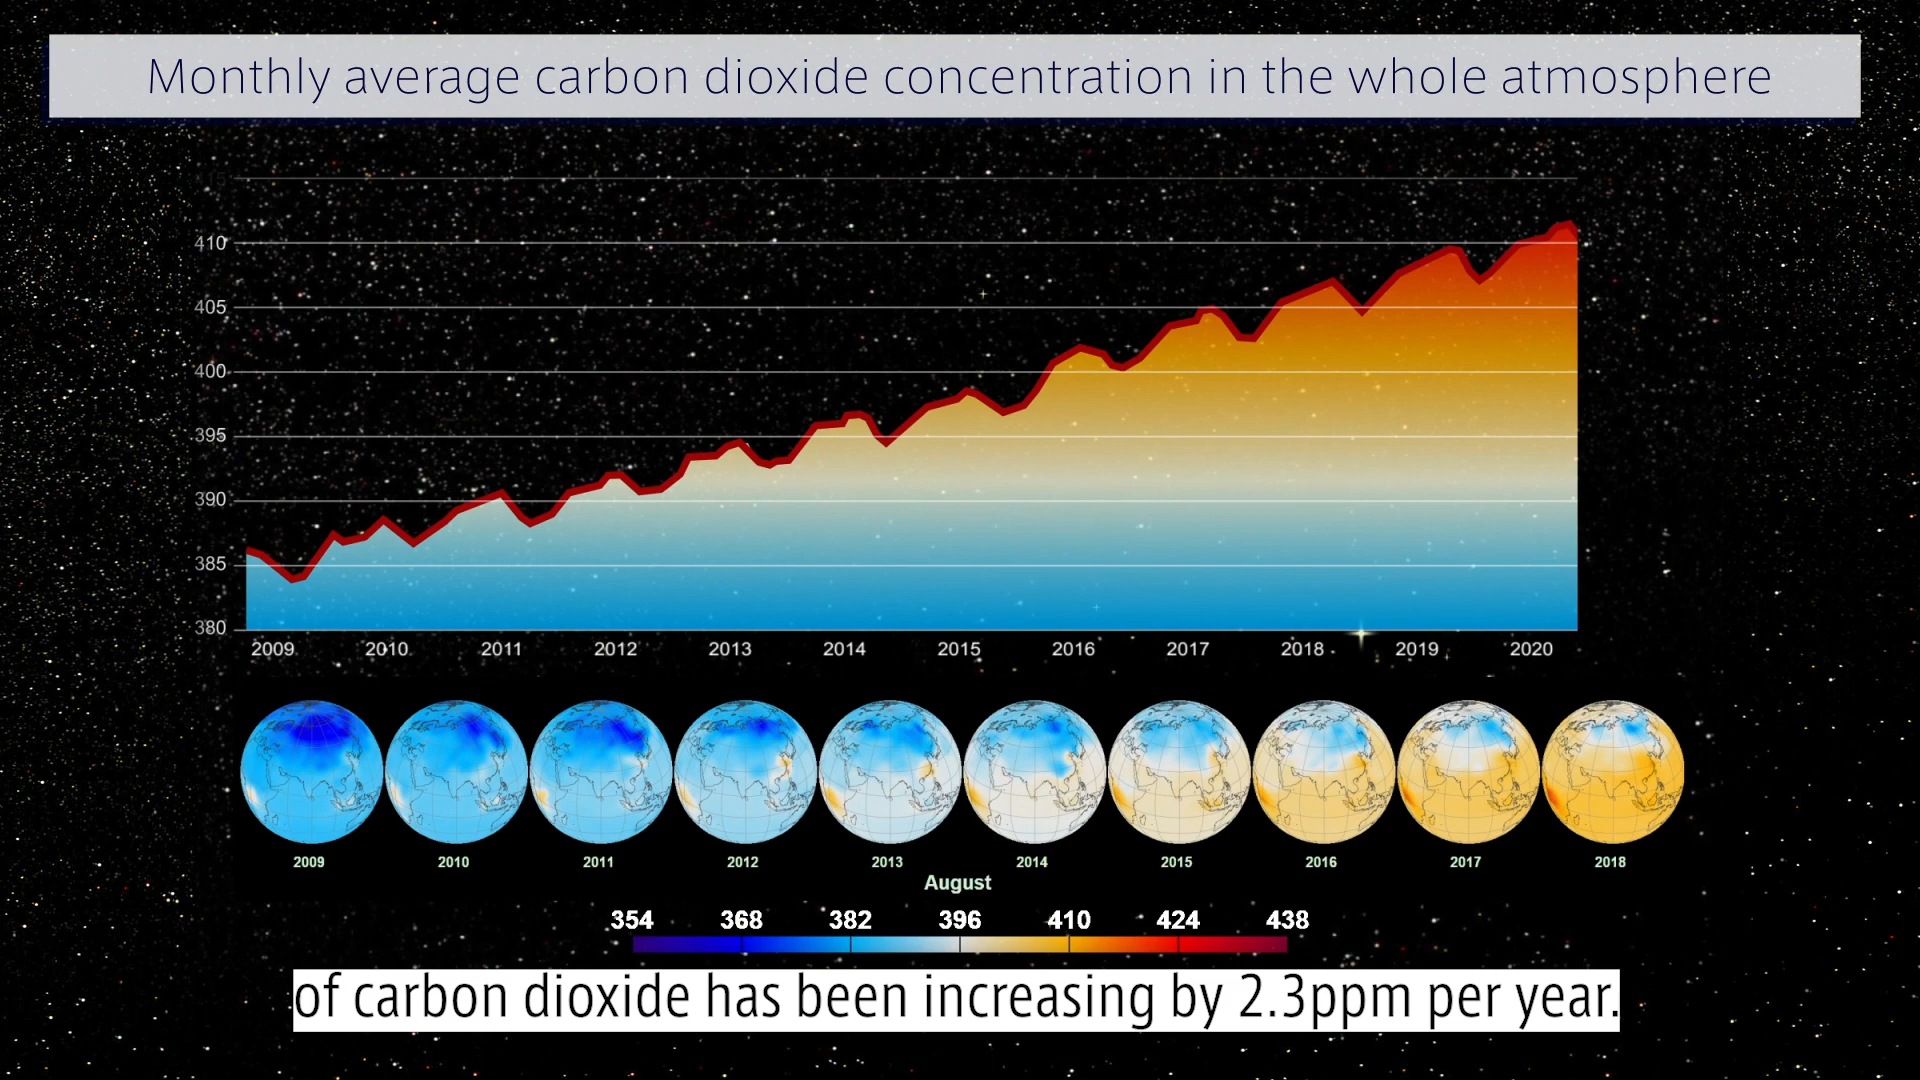 Monthly average carbon dioxide concentration in the whole atmosphere
415
410
405
400
395
390
385
380
2009 2010 2011 2012 2013 2014 2015 2016 2017 2018 2019 2020
2009 2010 2011 2012 2013 2014 2015 2016 2017 2018
August
354 368 382 396 410 424 438
of carbon dioxide has been increasing by 2.3ppm per year.